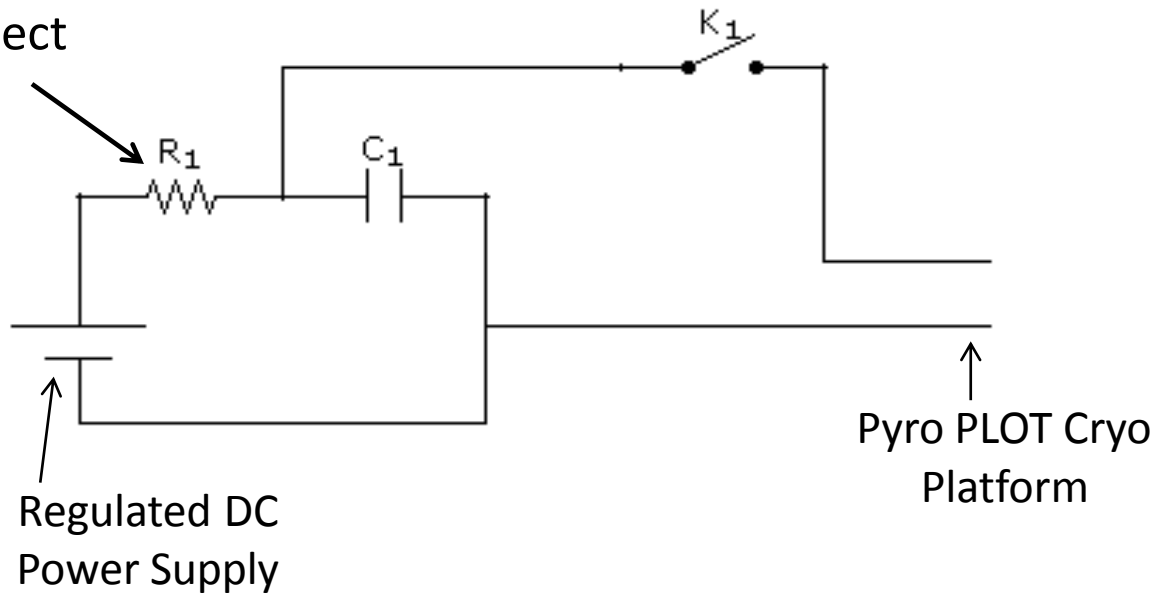 ect
K1
R1
C1
Pyro PLOT Cryo
Platform
Regulated DC
Power Supply